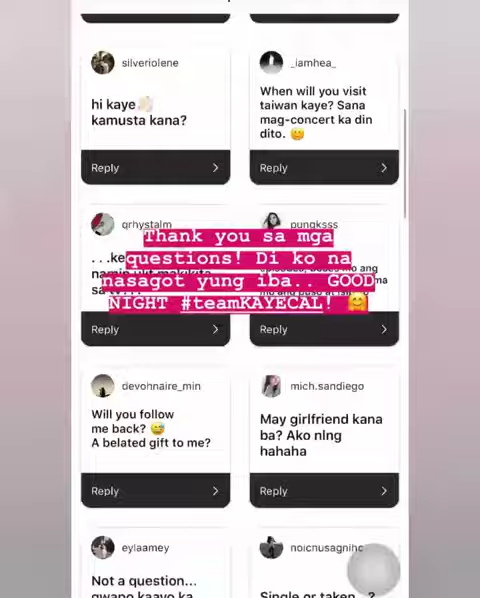 silveriolene
hi kaye
kamusta kana?
Reply
_iamhea_
When will you visit
taiwan kaye? Sana
mag-concert ka din
dito. 😊
Reply
qrhystalm
Reply
pungksss
Reply
Thank you sa mga
questions! Di ko na
nasagot yung iba.. GOOD
NIGHT #teamKAYECAL! 🤗
devohnaire_min
Will you follow
me back? 😅
A belated gift to me?
Reply
mich.sandiego
May girlfriend kana
ba? Ako nlng
hahaha
Reply
eylaamey
Not a question...
gwapo kaayo ka
Single or taken